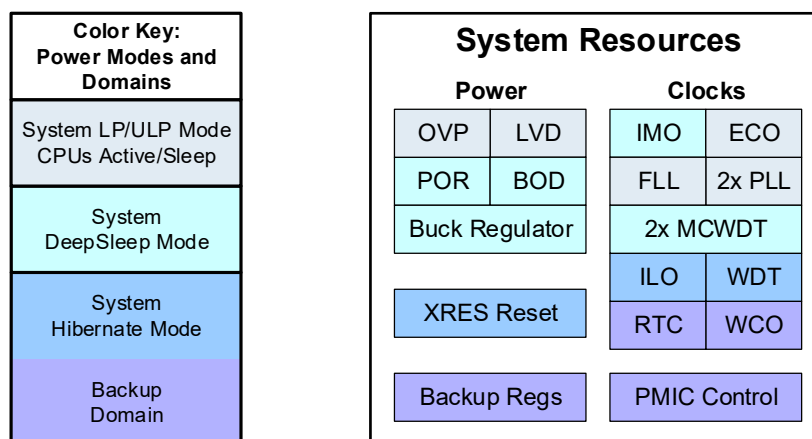 Color Key:
Power Modes and
Domains
System LP/ULP Mode
CPUs Active/Sleep
System
DeepSleep Mode
System
Hibernate Mode
Backup
Domain
System Resources
Power
OVP LVD
POR BOD
Buck Regulator
XRES Reset
Backup Regs
Clocks
IMO ECO
FLL 2x PLL
2x MCWDT
ILO WDT
RTC WCO
PMIC Control